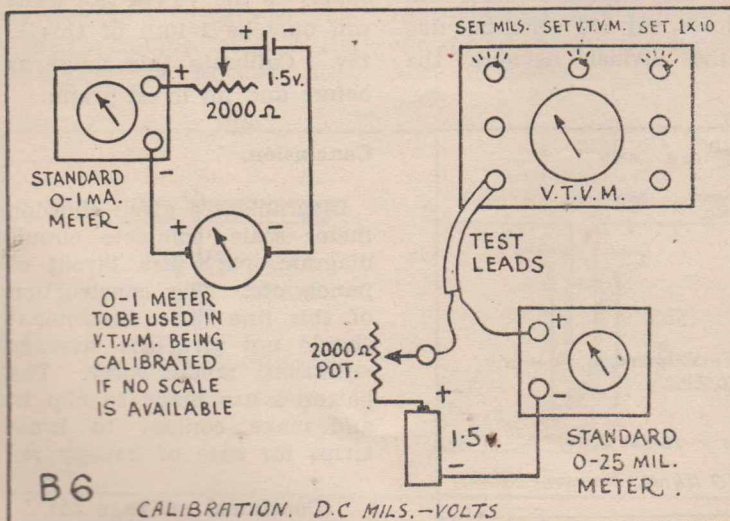 SET MILS. SET V.T.V.M. SET 1x10
+ -
+
1.5v.
2000Ω
-
STANDARD
0-1 MA.
METER
+ -
0-1 METER
TO BE USED IN
V.T.V.M. BEING
CALIBRATED
IF NO SCALE
IS AVAILABLE
V.T.V.M.
TEST
LEADS
2000Ω
POT.
+
+
-
1.5v.
-
STANDARD
0-25 MIL.
METER.
B6
CALIBRATION. D.C MILS.-VOLTS